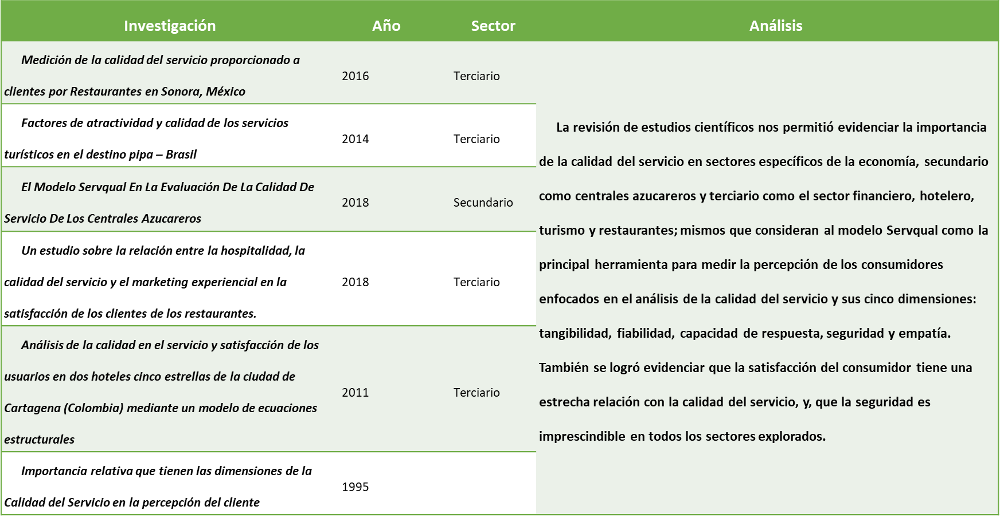 Investigación Año Sector Análisis
Medición de la calidad del servicio proporcionado a
clientes por Restaurantes en Sonora, México
2016
Terciario
Factores de atractividad y calidad de los servicios
turísticos en el destino pipa – Brasil
2014
Terciario
El Modelo Servqual En La Evaluación De La Calidad De
Servicio De Los Centrales Azucareros
2018
Secundario
Un estudio sobre la relación entre la hospitalidad, la
calidad del servicio y el marketing experiencial en la
satisfacción de los clientes de los restaurantes.
2018
Terciario
Análisis de la calidad en el servicio y satisfacción de los
usuarios en dos hoteles cinco estrellas de la ciudad de
Cartagena (Colombia) mediante un modelo de ecuaciones
estructurales
2011
Terciario
Importancia relativa que tienen las dimensiones de la
Calidad del Servicio en la percepción del cliente
1995
La revisión de estudios científicos nos permitió evidenciar la importancia
de la calidad del servicio en sectores específicos de la economía, secundario
como centrales azucareros y terciario como el sector financiero, hotelero,
turismo y restaurantes; mismos que consideran al modelo Servqual como la
principal herramienta para medir la percepción de los consumidores
enfocados en el análisis de la calidad del servicio y sus cinco dimensiones:
tangibilidad, fiabilidad, capacidad de respuesta, seguridad y empatía.
También se logró evidenciar que la satisfacción del consumidor tiene una
estrecha relación con la calidad del servicio, y, que la seguridad es
imprescindible en todos los sectores explorados.